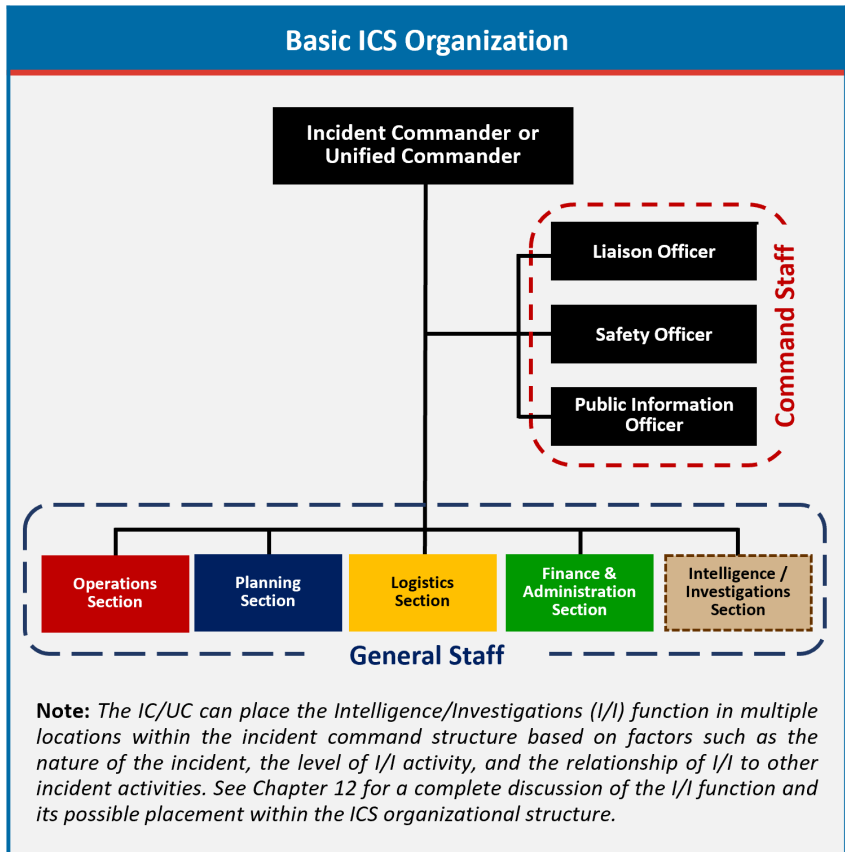 Basic ICS Organization
Incident Commander or
Unified Commander
Liaison Officer
Safety Officer
Public Information
Officer
Command Staff
Operations
Section
Planning
Section
Logistics
Section
Finance &
Administration
Section
Intelligence /
Investigations
Section
General Staff
Note: The IC/UC can place the Intelligence/Investigations (I/I) function in multiple
locations within the incident command structure based on factors such as the
nature of the incident, the level of I/I activity, and the relationship of I/I to other
incident activities. See Chapter 12 for a complete discussion of the I/I function and
its possible placement within the ICS organizational structure.